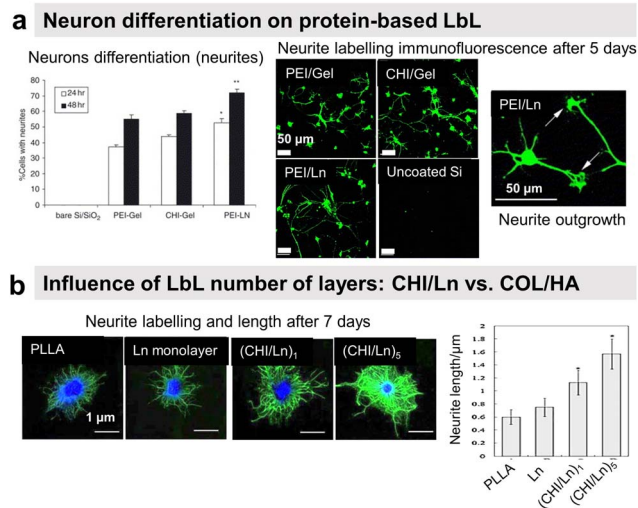 a Neuron differentiation on protein-based LbL
Neurons differentiation (neurites)
%Cells with neurites
80
70
60
50
40
30
20
10
0
24 hr
48 hr
*
**
bare Si/SiO2
PEI-Gel
CHI-Gel
PEI-LN
Neurite labelling immunofluorescence after 5 days
PEI/Gel
50 µm
CHI/Gel
PEI/Ln
Uncoated Si
PEI/Ln
50 µm
Neurite outgrowth
b Influence of LbL number of layers: CHI/Ln vs. COL/HA
Neurite labelling and length after 7 days
PLLA
1 µm
Ln monolayer
(CHI/Ln)1
(CHI/Ln)5
Neurite length/µm
2
1.8
1.6
1.4
1.2
1
0.8
0.6
0.4
0.2
0
PLLA
Ln
(CHI/Ln)1
(CHI/Ln)5